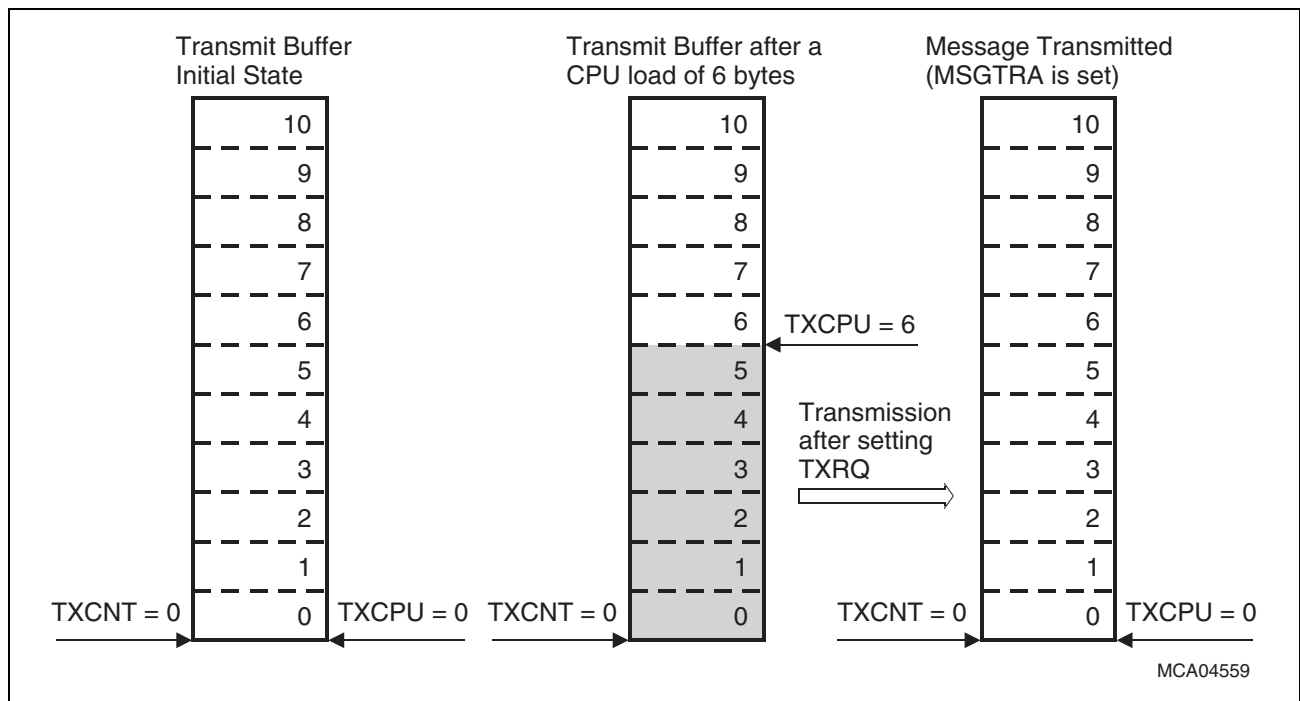 Transmit Buffer
Initial State
10
9
8
7
6
5
4
3
2
1
0
TXCNT = 0
TXCPU = 0
Transmit Buffer after a
CPU load of 6 bytes
10
9
8
7
6
5
4
3
2
1
0
TXCPU = 6
TXCNT = 0
Transmission
after setting
TXRQ
Message Transmitted
(MSGTRA is set)
10
9
8
7
6
5
4
3
2
1
0
TXCNT = 0
TXCPU = 0
MCA04559